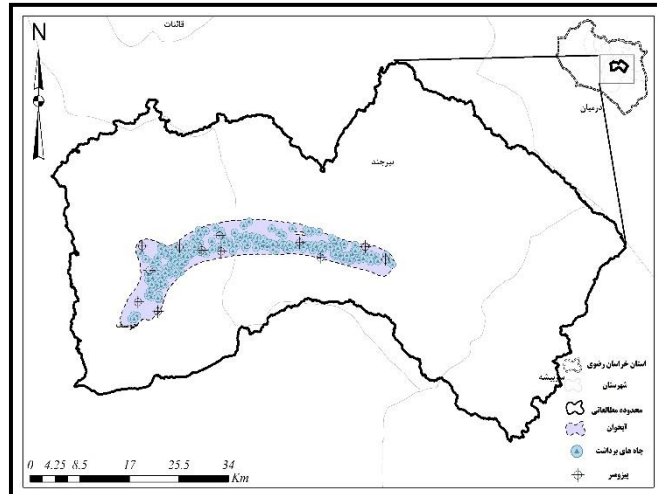 قائنات
N
درمیان
بیرجند
استان خراسان رضوی
شهرستان
سربیشه
محدوده مطالعاتی
آبخوان
چاه های برداشت
پیزومتر
0 4.25 8.5 17 25.5 34
Km